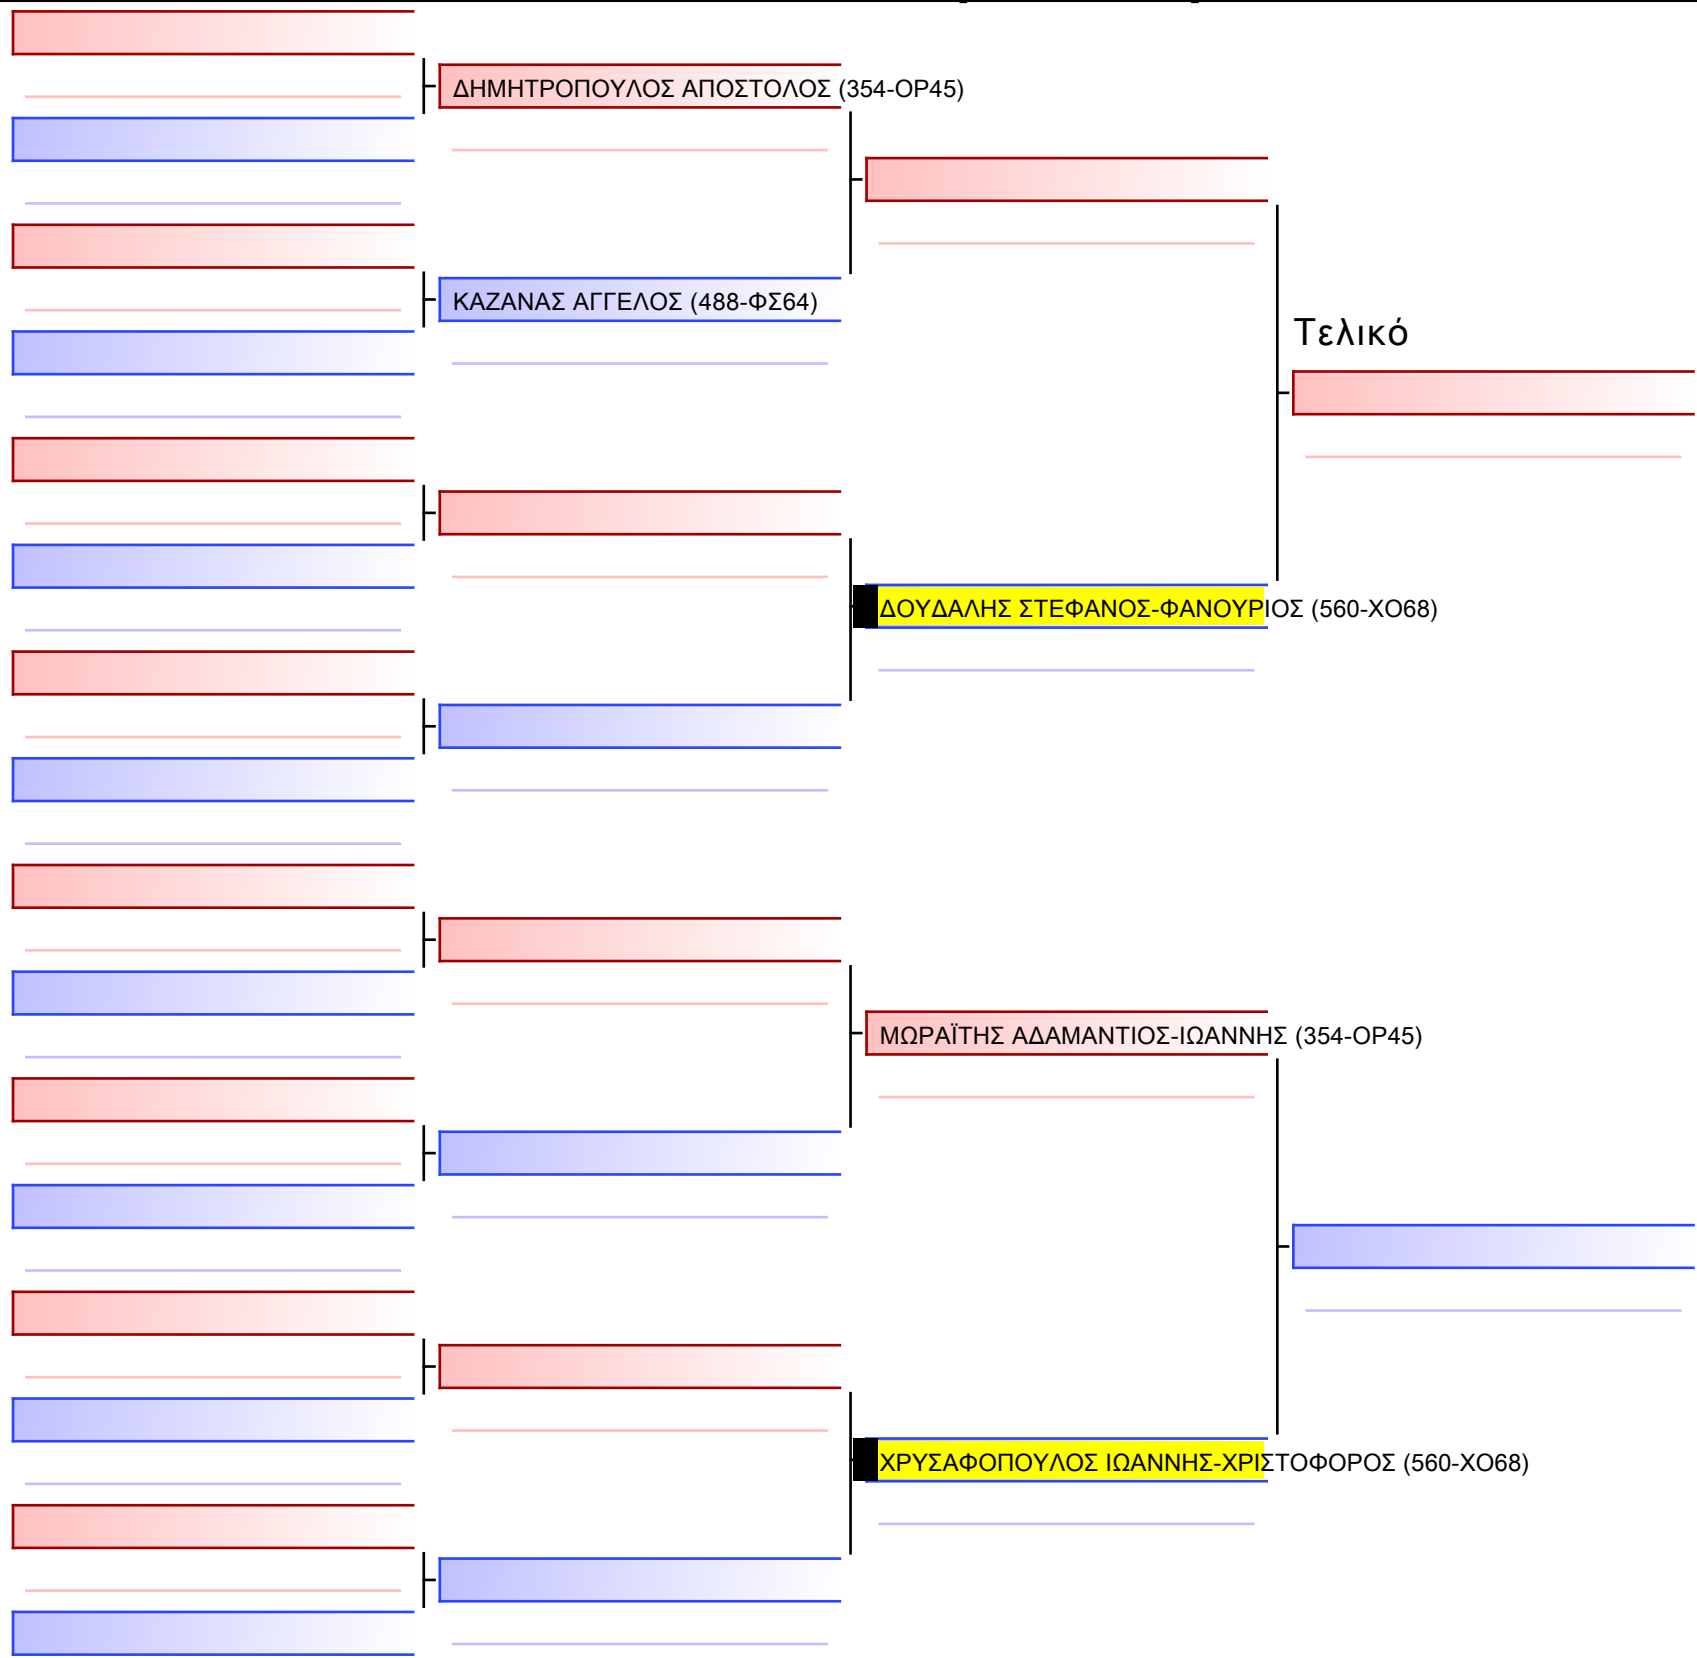 ΔΗΜΗΤΡΟΠΟΥΛΟΣ ΑΠΟΣΤΟΛΟΣ (354-ΟΡ45)
ΚΑΖΑΝΑΣ ΑΓΓΕΛΟΣ (488-ΦΣ64)
Τελικό
ΔΟΥΔΑΛΗΣ ΣΤΕΦΑΝΟΣ-ΦΑΝΟΥΡΙΟΣ (560-ΧΟ68)
ΜΩΡΑΪΤΗΣ ΑΔΑΜΑΝΤΙΟΣ-ΙΩΑΝΝΗΣ (354-ΟΡ45)
ΧΡΥΣΑΦΟΠΟΥΛΟΣ ΙΩΑΝΝΗΣ-ΧΡΙΣΤΟΦΟΡΟΣ (560-ΧΟ68)